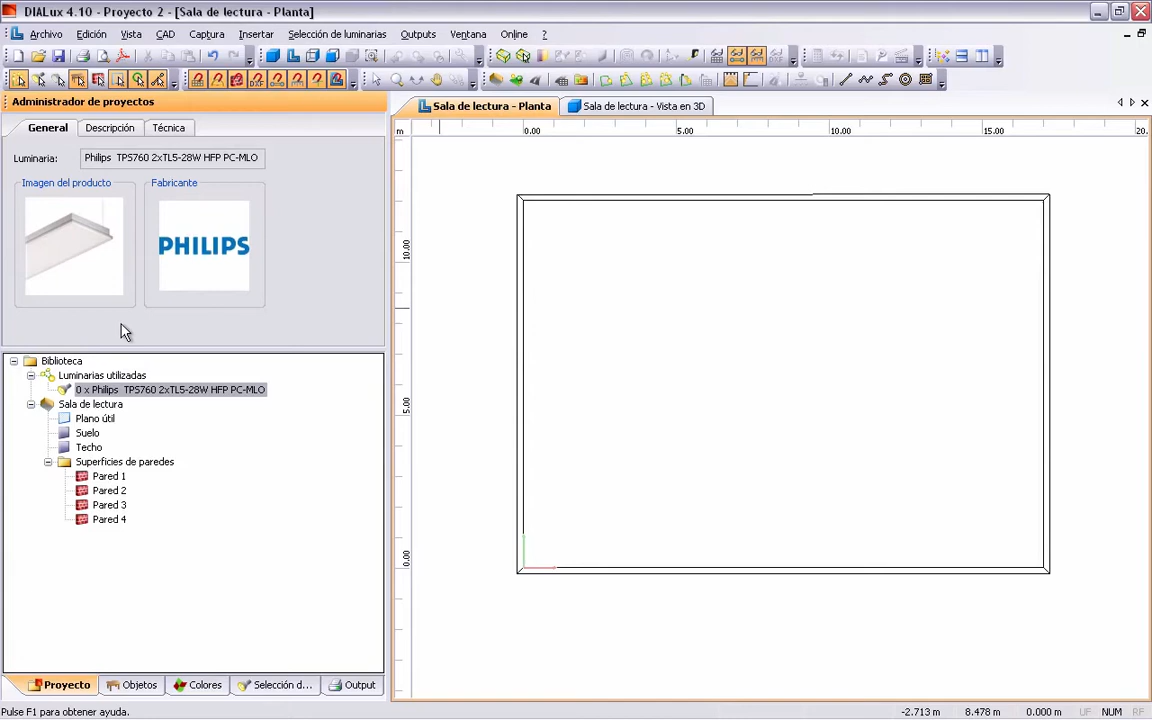 DIALux 4.10 - Proyecto 2 - [Sala de lectura - Planta]
Archivo Edición Vista CAD Captura Insertar Selección de luminarias Outputs Ventana Online ?
Administrador de proyectos
General Descripción Técnica
Luminaria: Philips TPS760 2xTL5-28W HFP PC-MLO
Imagen del producto Fabricante
PHILIPS
Biblioteca
Luminarias utilizadas
0 x Philips TPS760 2xTL5-28W HFP PC-MLO
Sala de lectura
Plano útil
Suelo
Techo
Superficies de paredes
Pared 1
Pared 2
Pared 3
Pared 4
Proyecto Objetos Colores Selección d... Output
Sala de lectura - Planta Sala de lectura - Vista en 3D
m 0.00 5.00 10.00 15.00 20.
10.00
5.00
0.00
Pulse F1 para obtener ayuda. -2.713 m 8.478 m 0.000 m UF NUM RF